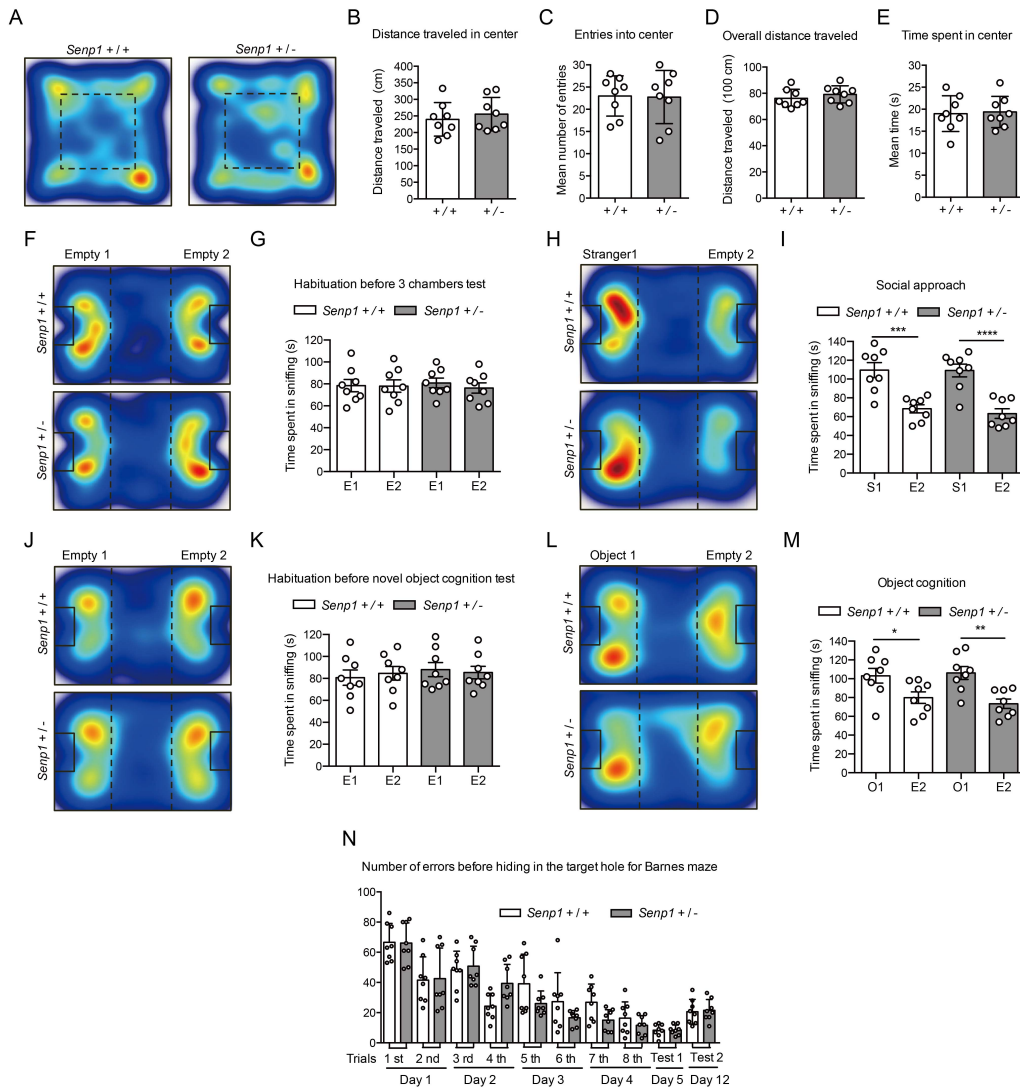 A
Senp1 +/+
Senp1 +/-
B
Distance traveled in center
Distance traveled (cm)
400
350
300
250
200
150
100
50
0
+/+
+/-
C
Entries into center
Mean number of entries
30
25
20
15
10
5
0
+/+
+/-
D
Overall distance traveled
Distance traveled (100 cm)
100
80
60
40
20
0
+/+
+/-
E
Time spent in center
Mean time (s)
30
25
20
15
10
5
0
+/+
+/-
F
Empty 1
Empty 2
Senp1 +/+
Senp1 +/-
G
Habituation before 3 chambers test
Senp1 +/+
Senp1 +/-
Time spent in sniffing (s)
120
100
80
60
40
20
0
E1
E2
E1
E2
H
Stranger1
Empty 2
Senp1 +/+
Senp1 +/-
I
Social approach
Senp1 +/+
Senp1 +/-
***
****
Time spent in sniffing (s)
140
120
100
80
60
40
20
0
S1
E2
S1
E2
J
Empty 1
Empty 2
Senp1 +/+
Senp1 +/-
K
Habituation before novel object cognition test
Senp1 +/+
Senp1 +/-
Time spent in sniffing (s)
120
100
80
60
40
20
0
E1
E2
E1
E2
L
Object 1
Empty 2
Senp1 +/+
Senp1 +/-
M
Object cognition
Senp1 +/+
Senp1 +/-
*
**
Time spent in sniffing (s)
140
120
100
80
60
40
20
0
O1
E2
O1
E2
N
Number of errors before hiding in the target hole for Barnes maze
Senp1 +/+
Senp1 +/-
100
80
60
40
20
0
Trials 1 st 2 nd 3 rd 4 th 5 th 6 th 7 th 8 th Test 1 Test 2
Day 1 Day 2 Day 3 Day 4 Day 5 Day 12